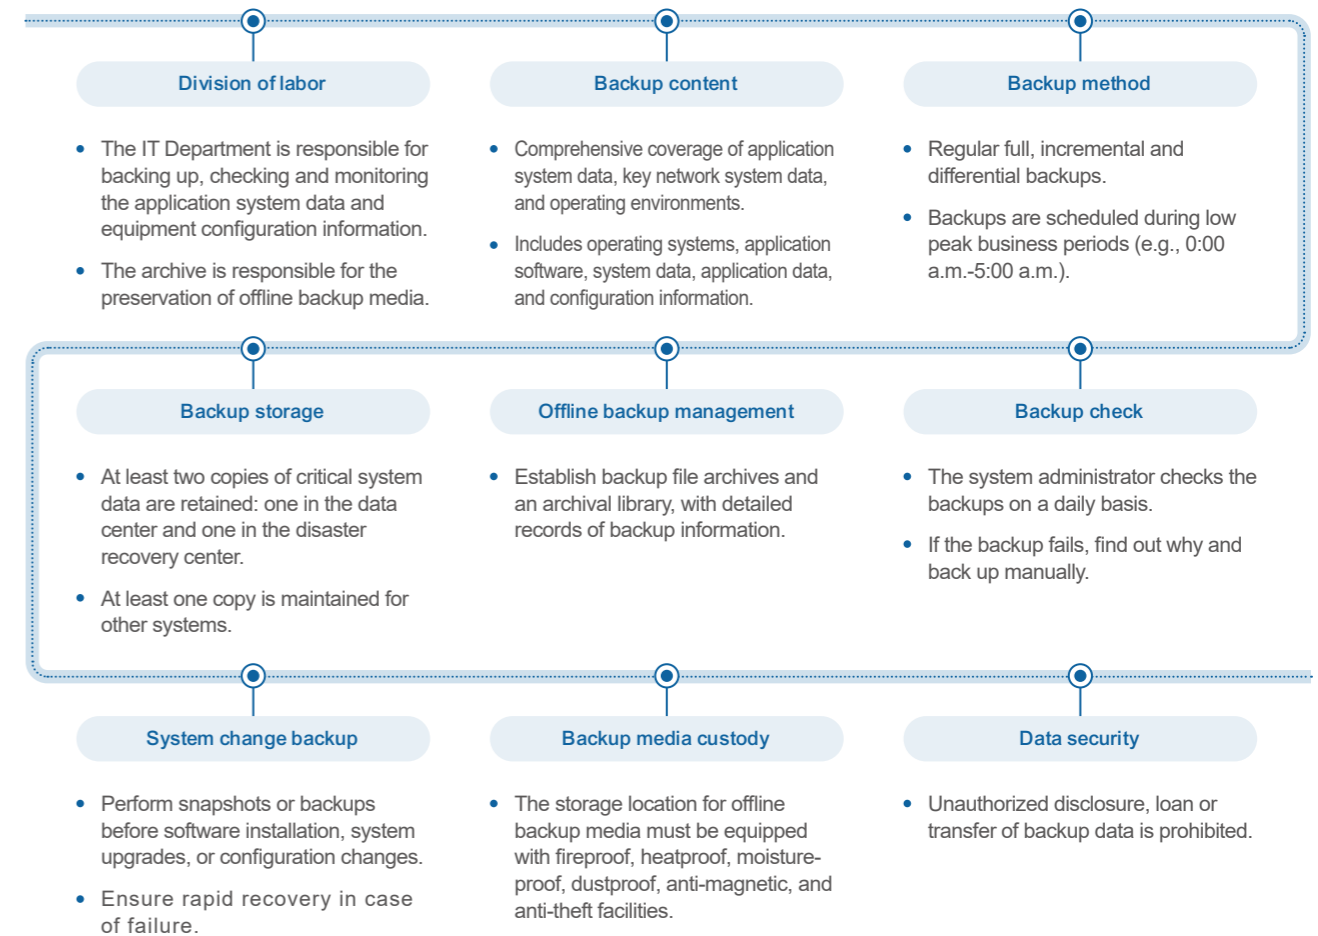 Division of labor
• The IT Department is responsible for
backing up, checking and monitoring
the application system data and
equipment configuration information.
• The archive is responsible for the
preservation of offline backup media.
Backup content
• Comprehensive coverage of application
system data, key network system data,
and operating environments.
• Includes operating systems, application
software, system data, application data,
and configuration information.
Backup method
• Regular full, incremental and
differential backups.
• Backups are scheduled during low
peak business periods (e.g., 0:00
a.m.-5:00 a.m.).
Backup storage
• At least two copies of critical system
data are retained: one in the data
center and one in the disaster
recovery center.
• At least one copy is maintained for
other systems.
Offline backup management
• Establish backup file archives and
an archival library, with detailed
records of backup information.
Backup check
• The system administrator checks the
backups on a daily basis.
• If the backup fails, find out why and
back up manually.
System change backup
• Perform snapshots or backups
before software installation, system
upgrades, or configuration changes.
• Ensure rapid recovery in case
of failure.
Backup media custody
• The storage location for offline
backup media must be equipped
with fireproof, heatproof, moisture-
proof, dustproof, anti-magnetic, and
anti-theft facilities.
Data security
• Unauthorized disclosure, loan or
transfer of backup data is prohibited.